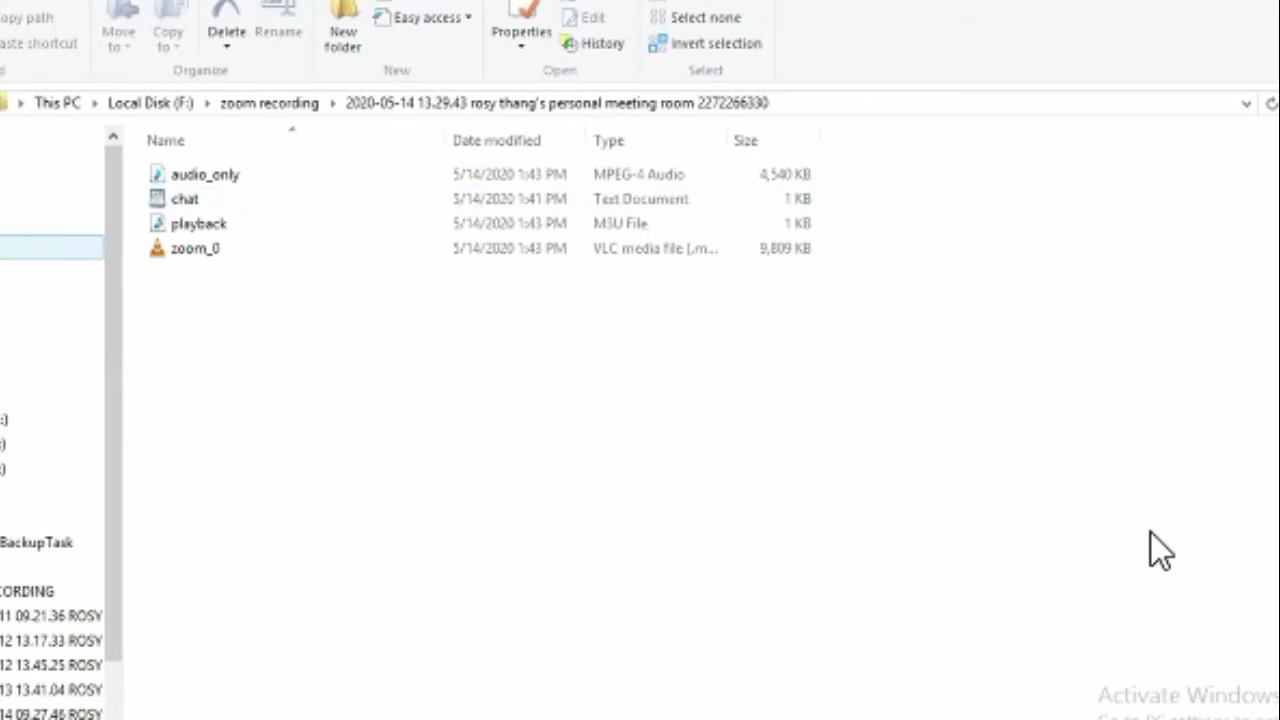 opy path
aste shortcut
Move to
Copy to
Delete
Rename
New folder
Easy access
Properties
Edit
History
Select none
Invert selection
Organize
New
Open
Select
This PC > Local Disk (F:) > zoom recording > 2020-05-14 13.29.43 rosy thang's personal meeting room 2272266330
Name Date modified Type Size
audio_only 5/14/2020 1:43 PM MPEG-4 Audio 4,540 KB
chat 5/14/2020 1:41 PM Text Document 1 KB
playback 5/14/2020 1:43 PM M3U File 1 KB
zoom_0 5/14/2020 1:43 PM VLC media file (.m... 9,809 KB
:)
:)
:)
BackupTask
CORDING
11 09.21.36 ROSY
12 13.17.33 ROSY
12 13.45.25 ROSY
13 13.41.04 ROSY
14 09.27.46 ROSY
Activate Windows